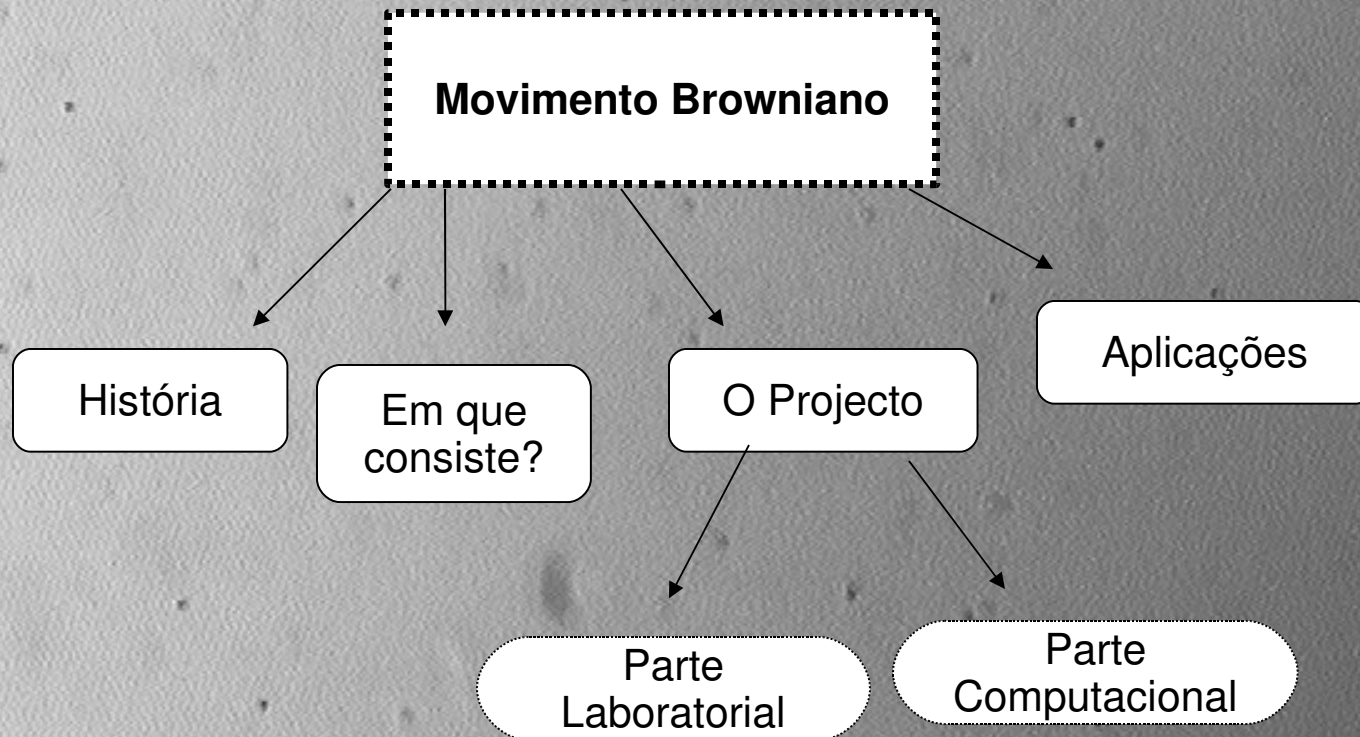 Movimento Browniano
História
Em que
consiste?
O Projecto
Aplicações
Parte
Laboratorial
Parte
Computacional